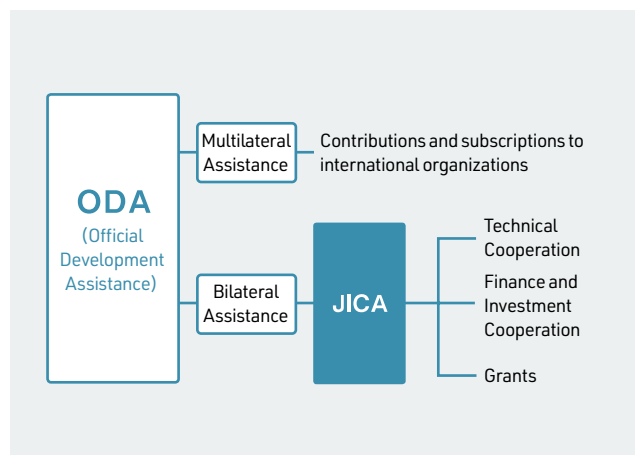 ODA
(Official
Development
Assistance)
Multilateral
Assistance
Contributions and subscriptions to
international organizations
Bilateral
Assistance
JICA
Technical
Cooperation
Finance and
Investment
Cooperation
Grants